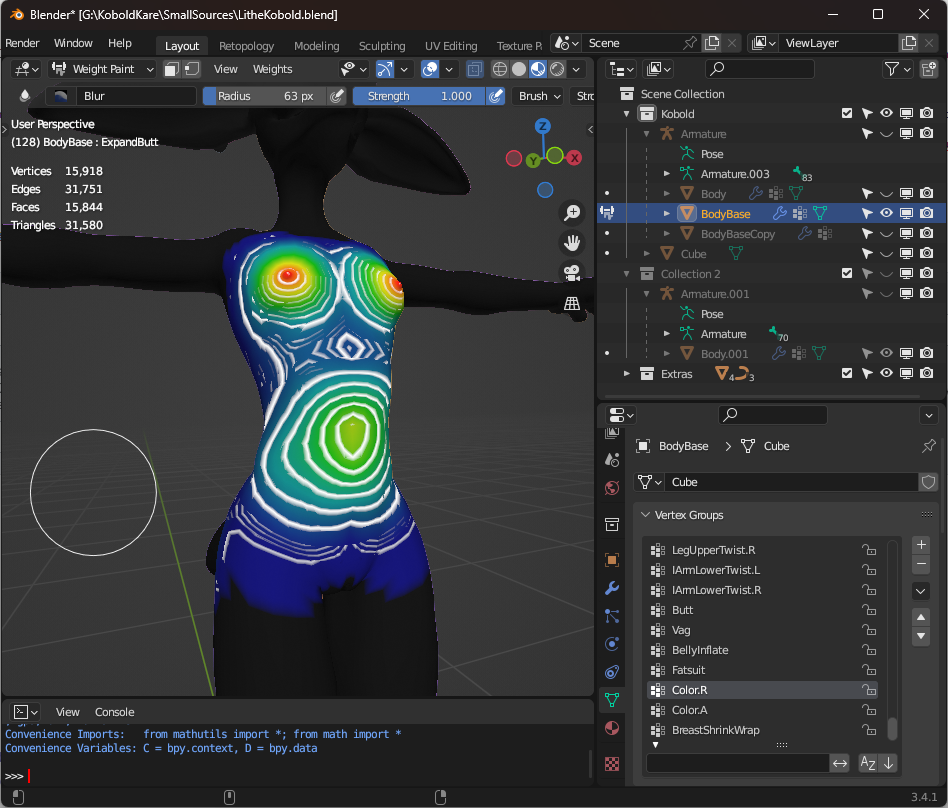 Blender* [G:\KoboldKare\SmallSources\LitheKobold.blend]
Render Window Help Layout Retopology Modeling Sculpting UV Editing Texture P Scene ViewLayer
Weight Paint View Weights
Blur Radius 63 px Strength 1.000 Brush Strc
User Perspective
(128) BodyBase : ExpandButt
Vertices 15,918
Edges 31,751
Faces 15,844
Triangles 31,580
Z
Y
X
View Console
Convenience Imports: from mathutils import *; from math import *
Convenience Variables: C = bpy.context, D = bpy.data
>>>
Scene Collection
Kobold
Armature
Pose
Armature.003 83
Body
BodyBase
BodyBaseCopy
Cube
Collection 2
Armature.001
Pose
Armature 70
Body.001
Extras 4 3
BodyBase > Cube
Cube
Vertex Groups
LegUpperTwist.R
IArmLowerTwist.L
IArmLowerTwist.R
Butt
Vag
BellyInflate
Fatsuit
Color.R
Color.A
BreastShrinkWrap
AZ
3.4.1